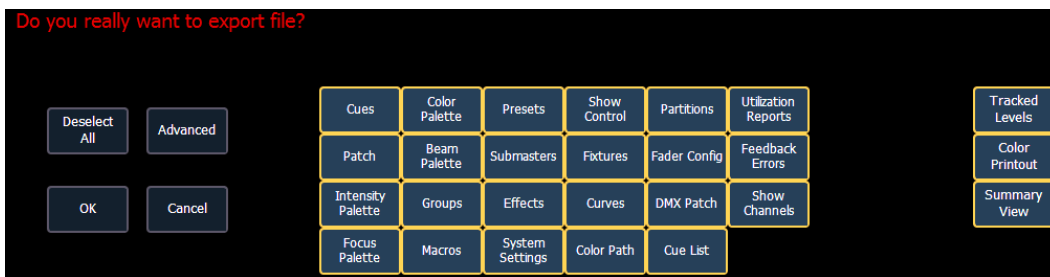 Do you really want to export file?
Deselect
All
Advanced
OK
Cancel
Cues
Color
Palette
Presets
Show
Control
Partitions
Utilization
Reports
Patch
Beam
Palette
Submasters
Fixtures
Fader Config
Feedback
Errors
Intensity
Palette
Groups
Effects
Curves
DMX Patch
Show
Channels
Focus
Palette
Macros
System
Settings
Color Path
Cue List
Tracked
Levels
Color
Printout
Summary
View